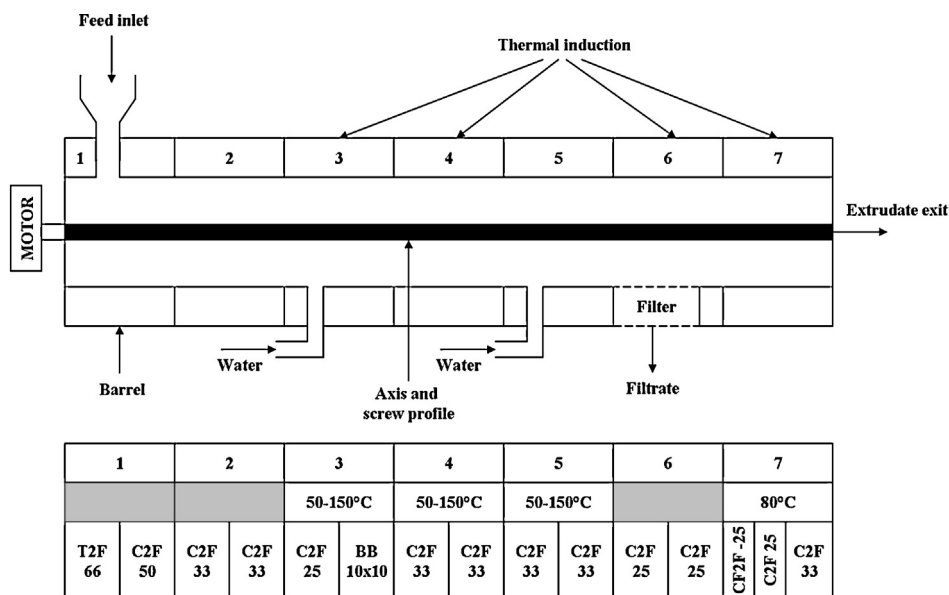 Feed inlet
Thermal induction
1 2 3 4 5 6 7
MOTOR
Extrudate exit
Filter
Water Water
Barrel
Axis and
screw profile
Filtrate
1 2 3 4 5 6 7
50-150°C 50-150°C 50-150°C 80°C
T2F C2F C2F C2F C2F BB C2F C2F C2F C2F C2F C2F CF2F -25 C2F 25 C2F
66 50 33 33 25 10x10 33 33 33 33 25 25 33